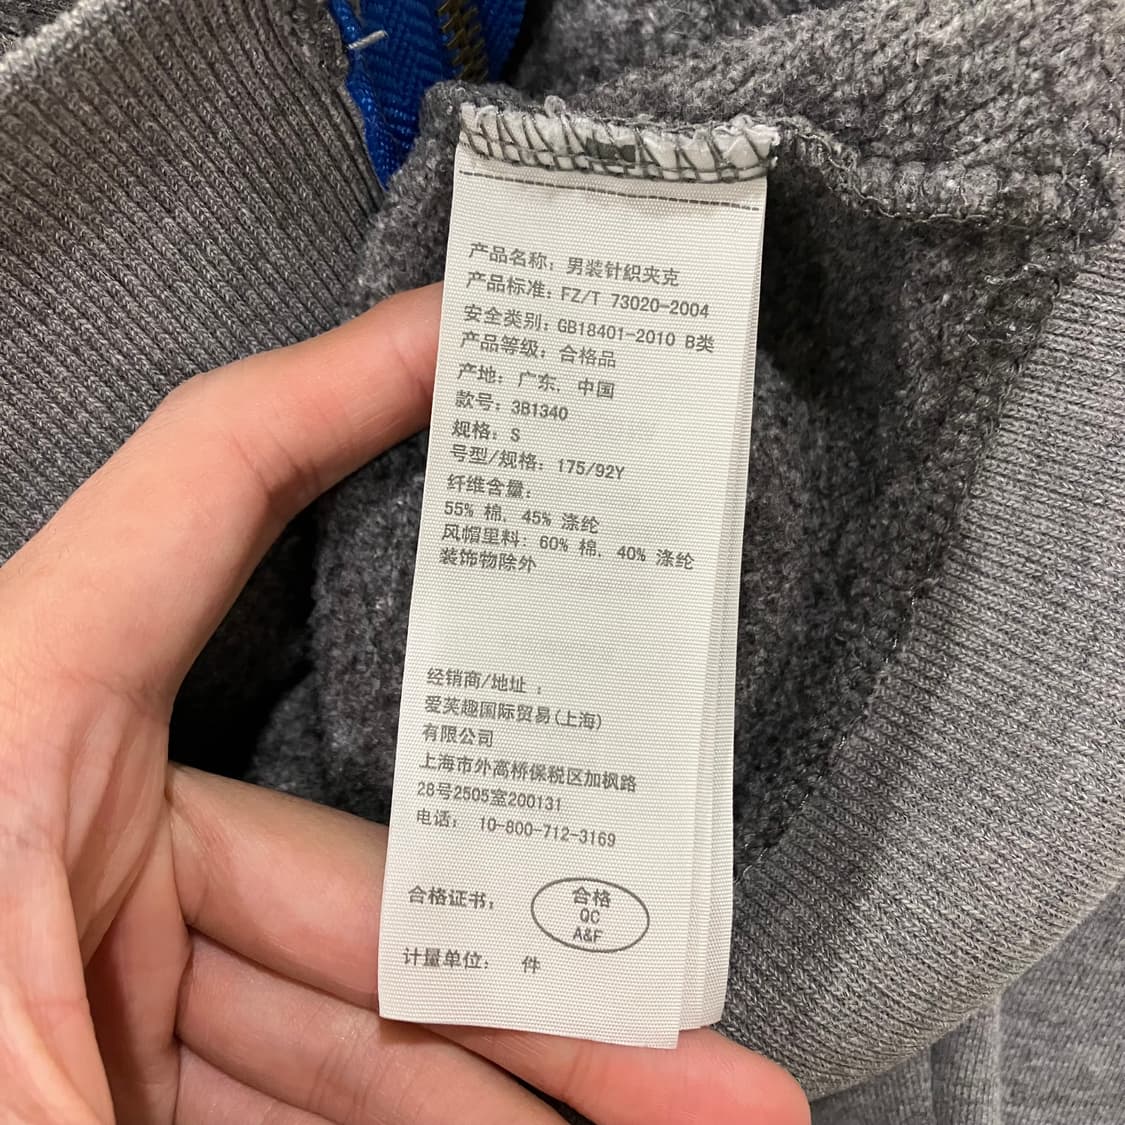 产品名称: 男装针织夹克
产品标准: FZ/T 73020-2004
安全类别: GB18401-2010 B类
产品等级: 合格品
产地: 广东, 中国
款号: 3B1340
规格: S
号型/规格: 175/92Y
纤维含量:
55% 棉, 45% 涤纶
风帽里料: 60% 棉, 40% 涤纶
装饰物除外
经销商/地址 :
爱芙趣国际贸易(上海)
有限公司
上海市外高桥保税区加枫路
28号2505室200131
电话: 10-800-712-3169
合格证书:
合格
QC
A&F
计量单位: 件